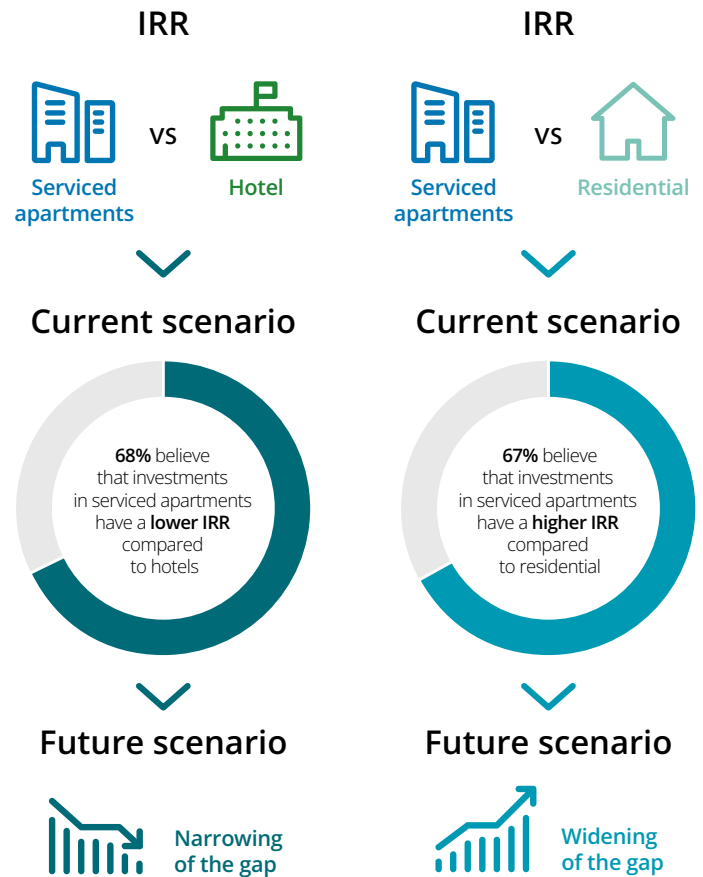 IRR
vs
Serviced
apartments
Hotel
Current scenario
68% believe
that investments
in serviced apartments
have a lower IRR
compared
to hotels
Future scenario
Narrowing
of the gap
IRR
vs
Serviced
apartments
Residential
Current scenario
67% believe
that investments
in serviced apartments
have a higher IRR
compared
to residential
Future scenario
Widening
of the gap